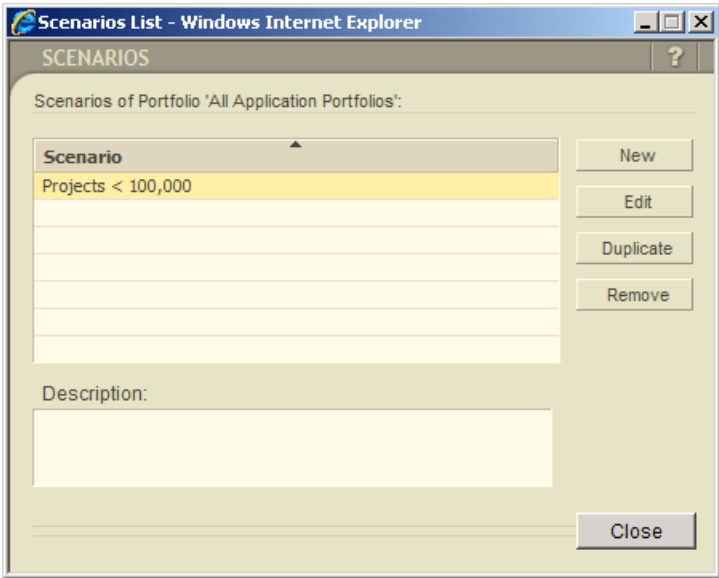 Scenarios List - Windows Internet Explorer
SCENARIOS
?
Scenarios of Portfolio 'All Application Portfolios':
Scenario
New
Projects < 100,000
Edit
Duplicate
Remove
Description:
Close